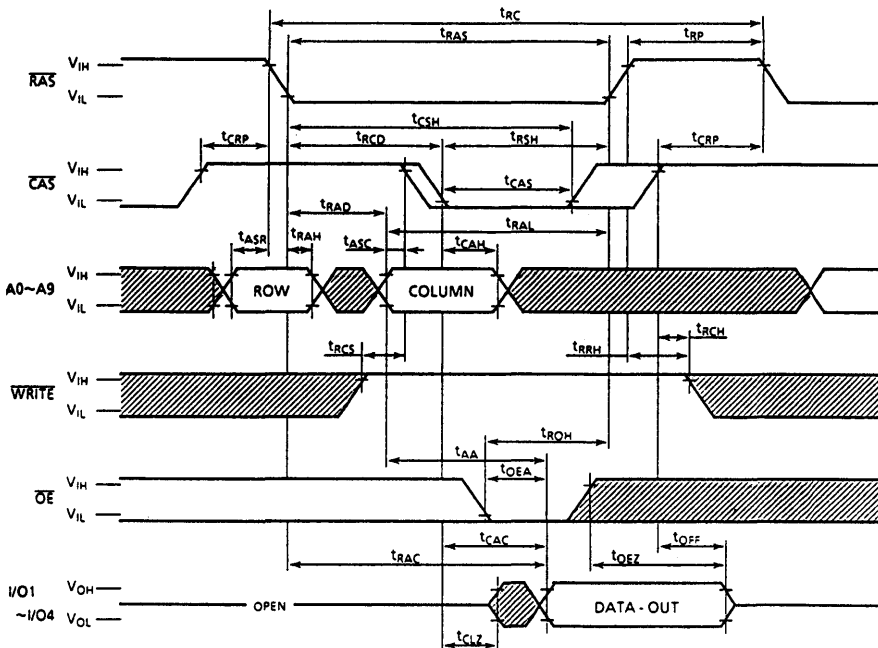 tRC
tRAS
tRP
RAS
VIH
VIL
tCSH
tCRP
tRCD
tRSH
tCRP
CAS
VIH
VIL
tCAS
tRAD
tRAL
tASR
tRAH
tASC
tCAH
A0~A9
VIH
VIL
ROW
COLUMN
tRCH
tRCS
tRRH
WRITE
VIH
VIL
tROH
tAA
tOEA
OE
VIH
VIL
tCAC
tOFF
tRAC
tOEZ
I/O1
~I/O4
VOH
VOL
OPEN
DATA - OUT
tCLZ